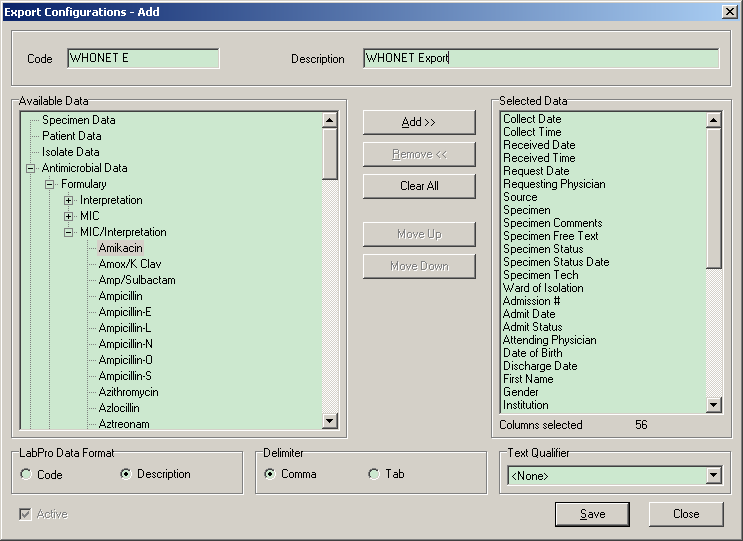 Export Configurations - Add
Code
WHONET E
Description
WHONET Export
Available Data
Specimen Data
Patient Data
Isolate Data
Antimicrobial Data
Formulary
Interpretation
MIC
MIC/Interpretation
Amikacin
Amox/K Clav
Amp/Sulbactam
Ampicillin
Ampicillin-E
Ampicillin-L
Ampicillin-N
Ampicillin-O
Ampicillin-S
Azithromycin
Azlocillin
Aztreonam
Add >>
Remove <<
Clear All
Move Up
Move Down
Selected Data
Collect Date
Collect Time
Received Date
Received Time
Request Date
Requesting Physician
Source
Specimen
Specimen Comments
Specimen Free Text
Specimen Status
Specimen Status Date
Specimen Tech
Ward of Isolation
Admission #
Admit Date
Admit Status
Attending Physician
Date of Birth
Discharge Date
First Name
Gender
Institution
Columns selected 56
LabPro Data Format
Code Description
Delimiter
Comma Tab
Text Qualifier
<None>
Active
Save
Close